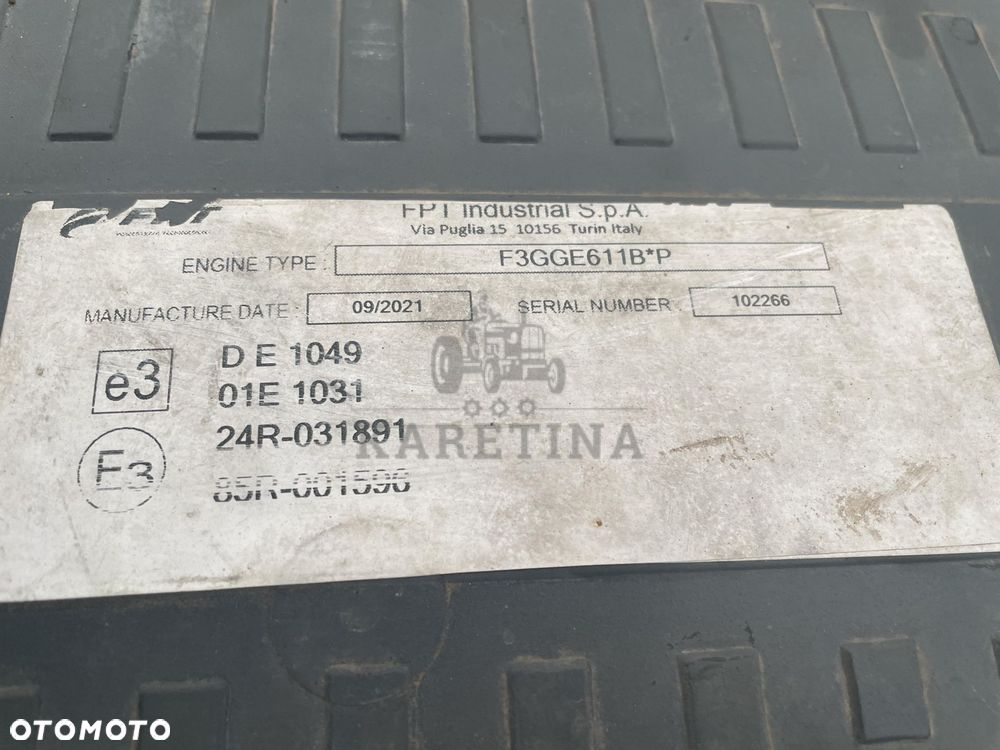 FPT
FPT Industrial S.p.A.
Via Puglia 15 10156 Turin Italy
ENGINE TYPE : F3GGE611B*P
MANUFACTURE DATE : 09/2021 SERIAL NUMBER : 102266
e3 D E 1049
01E 1031
24R-031891
E3 85R-001596
KARETINA
OTOMOTO